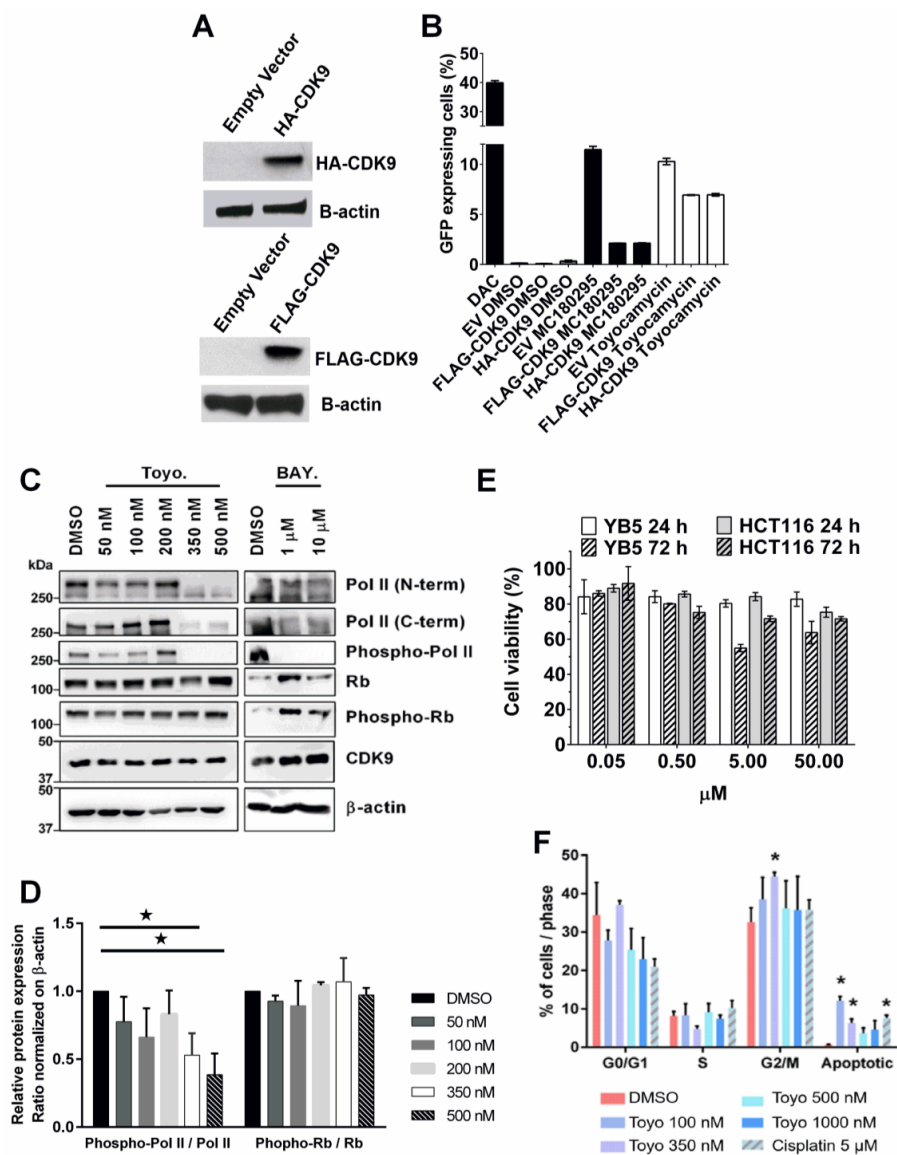 A
Empty Vector
HA-CDK9
HA-CDK9
B-actin
Empty Vector
FLAG-CDK9
FLAG-CDK9
B-actin
B
GFP expressing cells (%)
50
40
30
10
5
0
DAC
EV DMSO
FLAG-CDK9 DMSO
HA-CDK9 DMSO
EV MC180295
FLAG-CDK9 MC180295
HA-CDK9 MC180295
EV Toyocamycin
FLAG-CDK9 Toyocamycin
HA-CDK9 Toyocamycin
C
Toyo.
BAY.
DMSO
50 nM
100 nM
200 nM
350 nM
500 nM
DMSO
1 µM
10 µM
kDa
250
Pol II (N-term)
250
Pol II (C-term)
250
Phospho-Pol II
100
Rb
100
Phospho-Rb
50
37
CDK9
50
37
β-actin
D
Relative protein expression
Ratio normalized on β-actin
1.5
1.0
0.5
0.0
Phospho-Pol II / Pol II
Phopho-Rb / Rb
DMSO
50 nM
100 nM
200 nM
350 nM
500 nM
E
YB5 24 h
HCT116 24 h
YB5 72 h
HCT116 72 h
Cell viability (%)
100
80
60
40
20
0
0.05
0.50
5.00
50.00
µM
F
% of cells / phase
50
40
30
20
10
0
*
*
*
*
G0/G1
S
G2/M
Apoptotic
DMSO
Toyo 500 nM
Toyo 100 nM
Toyo 1000 nM
Toyo 350 nM
Cisplatin 5 µM